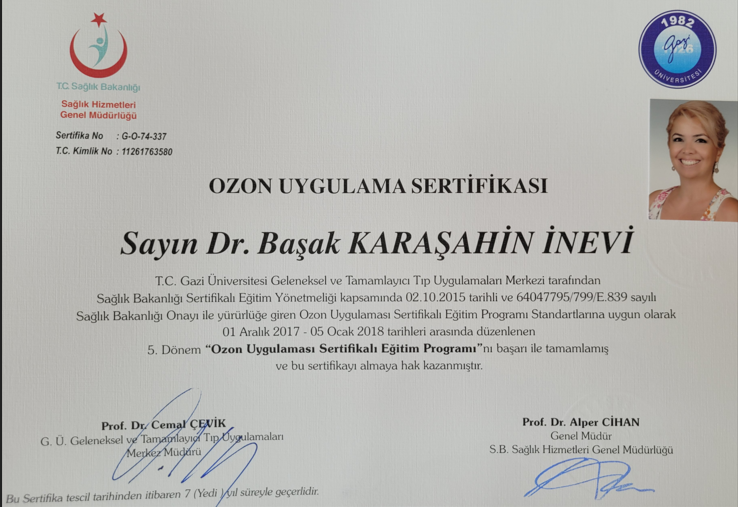 1982
Gazi
1926
ÜNİVERSİTESİ
T.C. Sağlık Bakanlığı
Sağlık Hizmetleri
Genel Müdürlüğü
Sertifika No : G-O-74-337
T.C. Kimlik No : 11261763580
OZON UYGULAMA SERTİFİKASI
Sayın Dr. Başak KARAŞAHİN İNEVİ
T.C. Gazi Üniversitesi Geleneksel ve Tamamlayıcı Tıp Uygulamaları Merkezi tarafından
Sağlık Bakanlığı Sertifikalı Eğitim Yönetmeliği kapsamında 02.10.2015 tarihli ve 64047795/799/E.839 sayılı
Sağlık Bakanlığı Onayı ile yürürlüğe giren Ozon Uygulaması Sertifikalı Eğitim Programı Standartlarına uygun olarak
01 Aralık 2017 - 05 Ocak 2018 tarihleri arasında düzenlenen
5. Dönem “Ozon Uygulaması Sertifikalı Eğitim Programı”nı başarı ile tamamlamış
ve bu sertifikayı almaya hak kazanmıştır.
Prof. Dr. Cemal ÇEVİK
G. Ü. Geleneksel ve Tamamlayıcı Tıp Uygulamaları
Merkez Müdürü
Prof. Dr. Alper CİHAN
Genel Müdür
S.B. Sağlık Hizmetleri Genel Müdürlüğü
Bu Sertifika tescil tarihinden itibaren 7 (Yedi ) yıl süreyle geçerlidir.